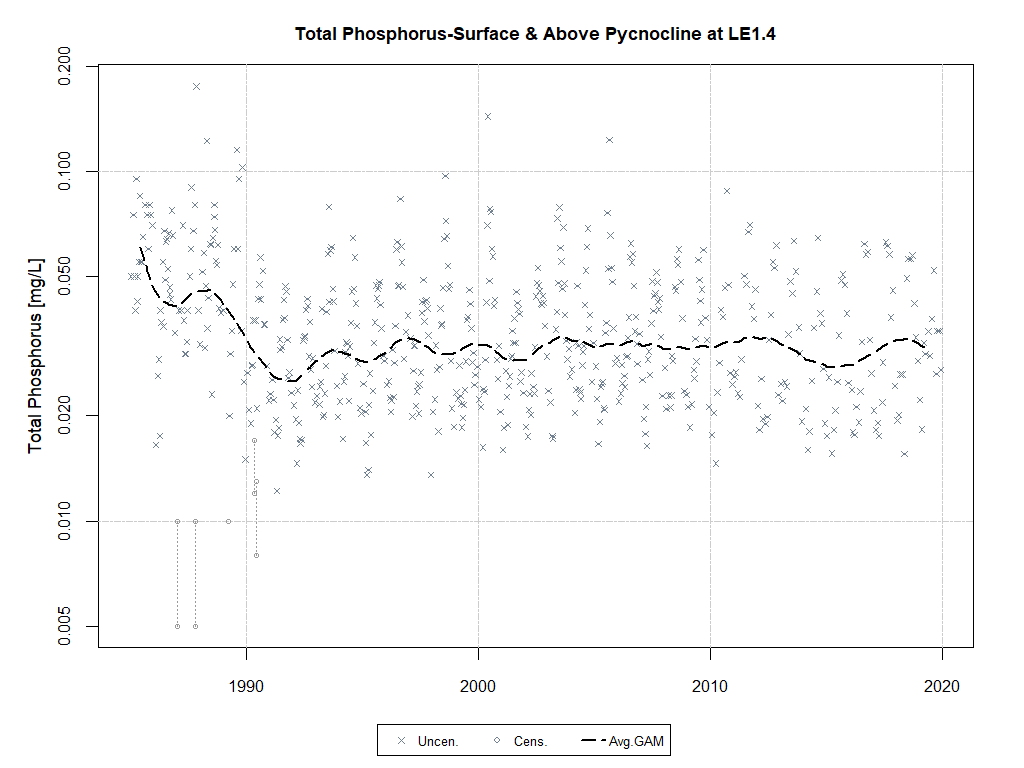 Total Phosphorus-Surface & Above Pycnocline at LE1.4
Total Phosphorus [mg/L]
0.200
0.100
0.050
0.020
0.010
0.005
1990 2000 2010 2020
Uncen. Cens. Avg.GAM